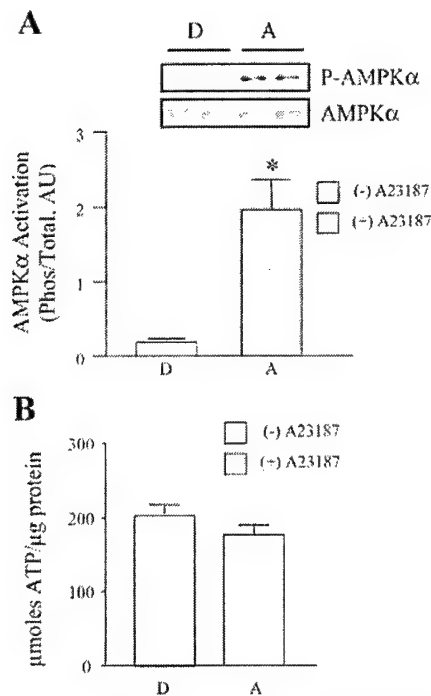 A
D A
P-AMPKα
AMPKα
AMPKα Activation
(Phos/Total, AU)
3
2
1
0
*
(-) A23187
(+) A23187
D A
B
μmoles ATP/μg protein
300
200
100
0
(-) A23187
(+) A23187
D A